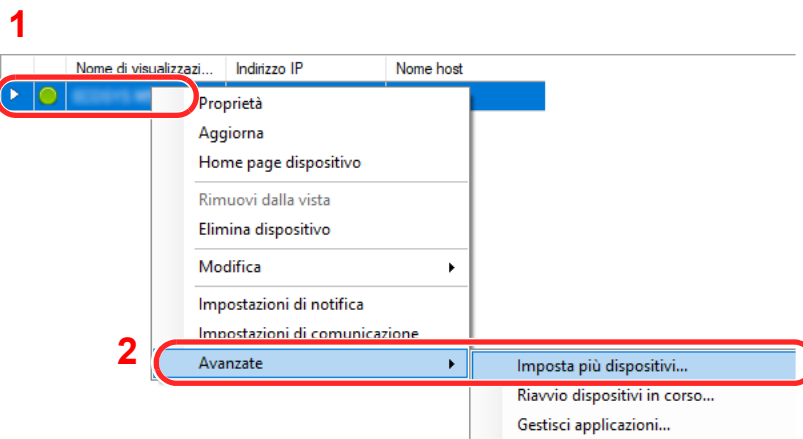 1
Nome di visualizzazi... Indirizzo IP Nome host
Proprietà
Aggiorna
Home page dispositivo
Rimuovi dalla vista
Elimina dispositivo
Modifica
Impostazioni di notifica
Impostazioni di comunicazione
2 Avanzate Imposta più dispositivi...
Riavvio dispositivi in corso...
Gestisci applicazioni...